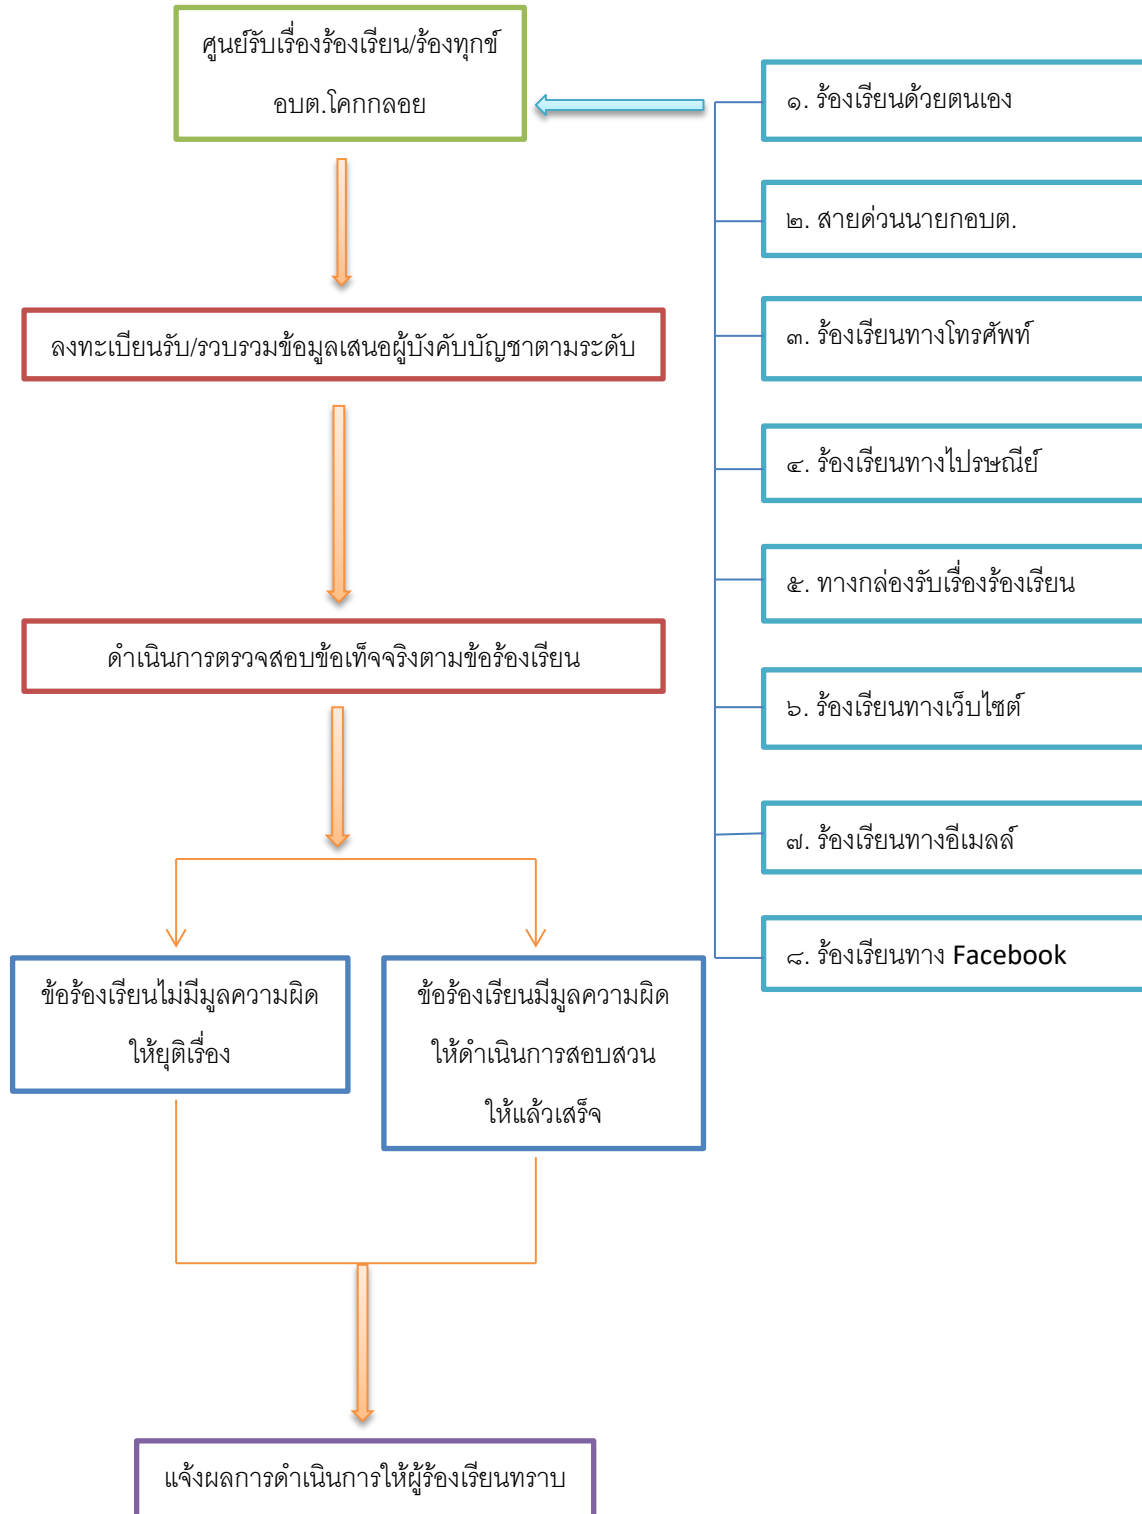 ศูนย์รับเรื่องร้องเรียน/ร้องทุกข์
อบต.โคกกลอย
๑. ร้องเรียนด้วยตนเอง
๒. สายด่วนนายกอบต.
๓. ร้องเรียนทางโทรศัพท์
๔. ร้องเรียนทางไปรษณีย์
๕. ทางกล่องรับเรื่องร้องเรียน
๖. ร้องเรียนทางเว็บไซต์
๗. ร้องเรียนทางอีเมลล์
๘. ร้องเรียนทาง Facebook
ลงทะเบียนรับ/รวบรวมข้อมูลเสนอผู้บังคับบัญชาตามระดับ
ดำเนินการตรวจสอบข้อเท็จจริงตามข้อร้องเรียน
ข้อร้องเรียนไม่มีมูลความผิด
ให้ยุติเรื่อง
ข้อร้องเรียนมีมูลความผิด
ให้ดำเนินการสอบสวน
ให้แล้วเสร็จ
แจ้งผลการดำเนินการให้ผู้ร้องเรียนทราบ